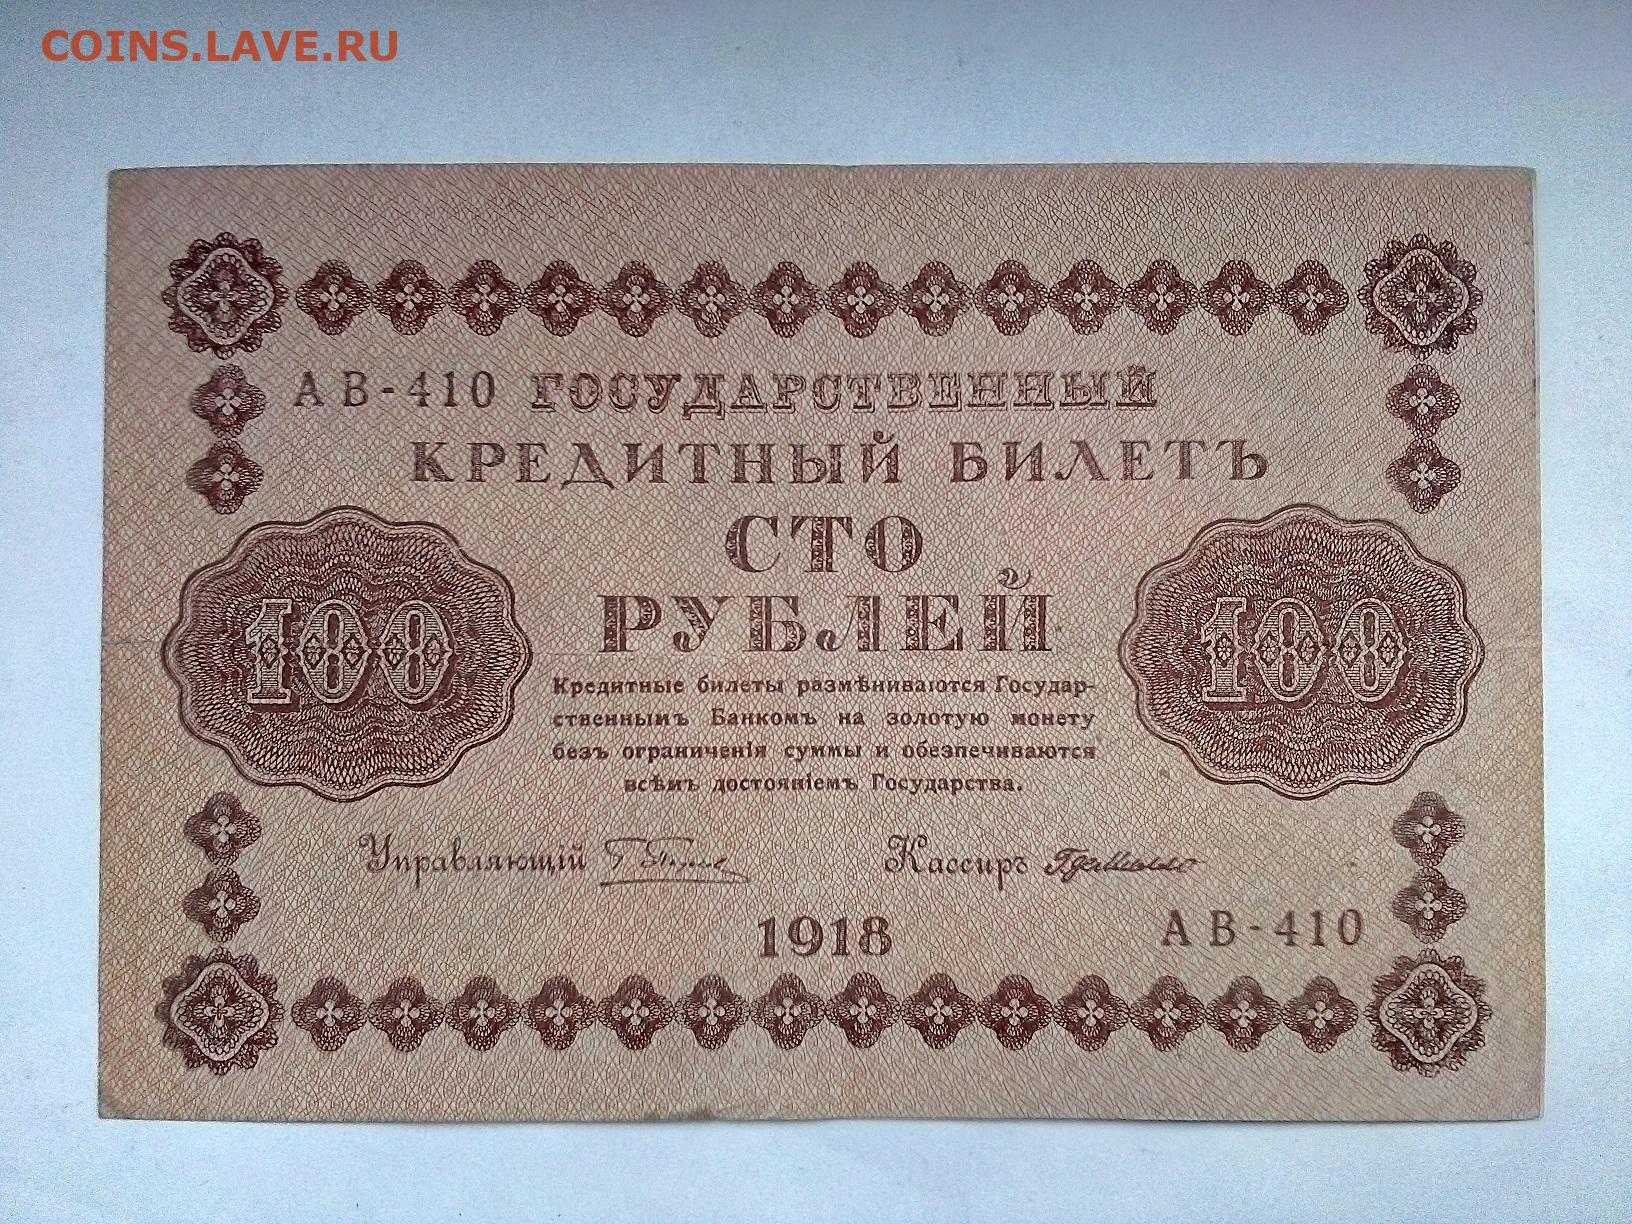 COINS.LAVE.RU
АВ-410 ГОСУДАРСТВЕННЫЙ
КРЕДИТНЫЙ БИЛЕТЪ
СТО
РУБЛЕЙ
100 100
Кредитные билеты размѣниваются Государ-
ственнымъ Банкомъ на золотую монету
безъ ограниченія суммы и обезпечиваются
всѣмъ достояніемъ Государства.
Управляющій Кассиръ
1918 АВ-410